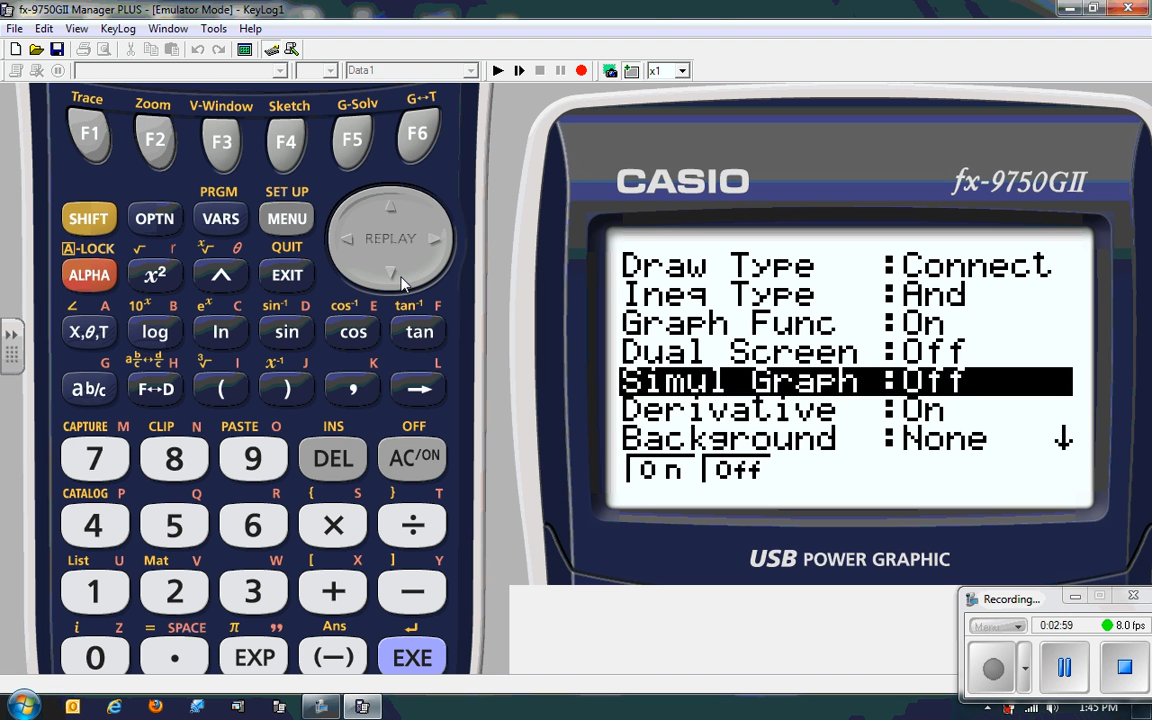 fx-9750GII Manager PLUS - [Emulator Mode] - KeyLog1
File Edit View KeyLog Window Tools Help
Data1 x1
Trace Zoom V-Window Sketch G-Solv G↔T
F1 F2 F3 F4 F5 F6
PRGM SET UP
SHIFT OPTN VARS MENU
REPLAY
A-LOCK √ r ˣ√ θ QUIT
ALPHA x² ^ EXIT
∠ A 10ˣ B eˣ C sin⁻¹ D cos⁻¹ E tan⁻¹ F
X,θ,T log ln sin cos tan
G a b/c↔d/c H ³√ I x⁻¹ J K L
ab/c F↔D ( ) , →
CAPTURE M CLIP N PASTE O INS OFF
7 8 9 DEL AC/ON
CATALOG P Q R { S } T
4 5 6 × ÷
List U Mat V W [ X ] Y
1 2 3 + −
i Z = SPACE π " Ans ↵
0 • EXP (−) EXE
CASIO fx-9750GII
Draw Type :Connect
Ineq Type :And
Graph Func :On
Dual Screen :Off
Simul Graph :Off
Derivative :On
Background :None ↓
On Off
USB POWER GRAPHIC
Recording...
Menu 0:02:59 8.0 fps
1:45 PM